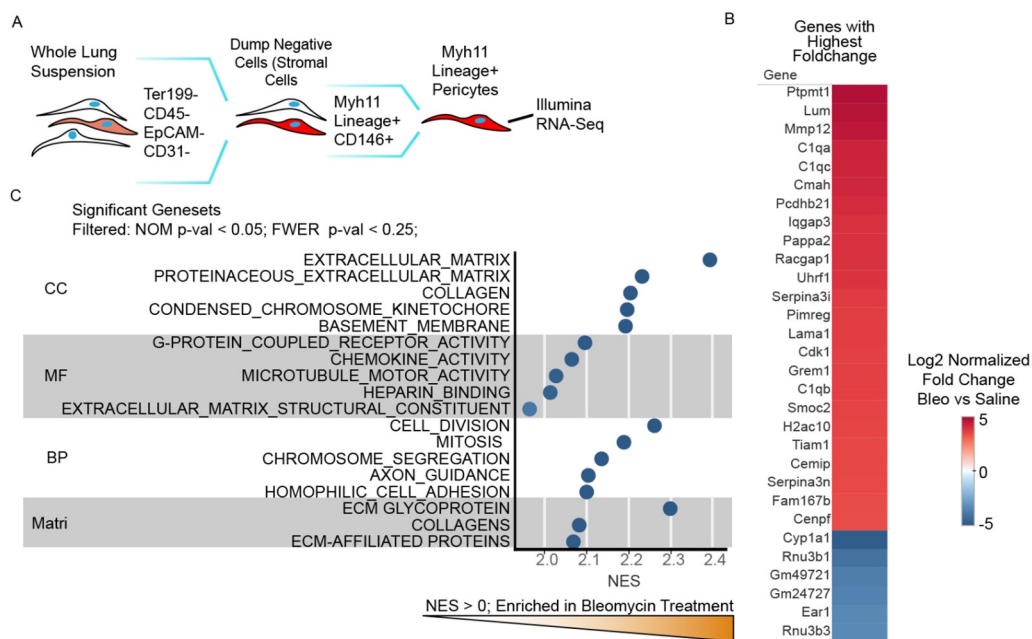 A
Whole Lung
Suspension
Ter199-
CD45-
EpCAM-
CD31-
Dump Negative
Cells (Stromal
Cells
Myh11
Lineage+
CD146+
Myh11
Lineage+
Pericytes
Illumina
RNA-Seq
B
Genes with
Highest
Foldchange
Gene
Ptpmt1
Lum
Mmp12
C1qa
C1qc
Cmah
Pcdhb21
Iqgap3
Pappa2
Racgap1
Uhrf1
Serpina3i
Pimreg
Lama1
Cdk1
Grem1
C1qb
Smoc2
H2ac10
Tiam1
Cemip
Serpina3n
Fam167b
Cenpf
Cyp1a1
Rnu3b1
Gm49721
Gm24727
Ear1
Rnu3b3
Log2 Normalized
Fold Change
Bleo vs Saline
5
0
-5
C
Significant Genesets
Filtered: NOM p-val < 0.05; FWER p-val < 0.25;
CC
EXTRACELLULAR_MATRIX
PROTEINACEOUS_EXTRACELLULAR_MATRIX
COLLAGEN
CONDENSED_CHROMOSOME_KINETOCHORE
BASEMENT_MEMBRANE
MF
G-PROTEIN_COUPLED_RECEPTOR_ACTIVITY
CHEMOKINE_ACTIVITY
MICROTUBULE_MOTOR_ACTIVITY
HEPARIN_BINDING
EXTRACELLULAR_MATRIX_STRUCTURAL_CONSTITUENT
BP
CELL_DIVISION
MITOSIS
CHROMOSOME_SEGREGATION
AXON_GUIDANCE
HOMOPHILIC_CELL_ADHESION
Matri
ECM GLYCOPROTEIN
COLLAGENS
ECM-AFFILIATED PROTEINS
2.0 2.1 2.2 2.3 2.4
NES
NES > 0; Enriched in Bleomycin Treatment